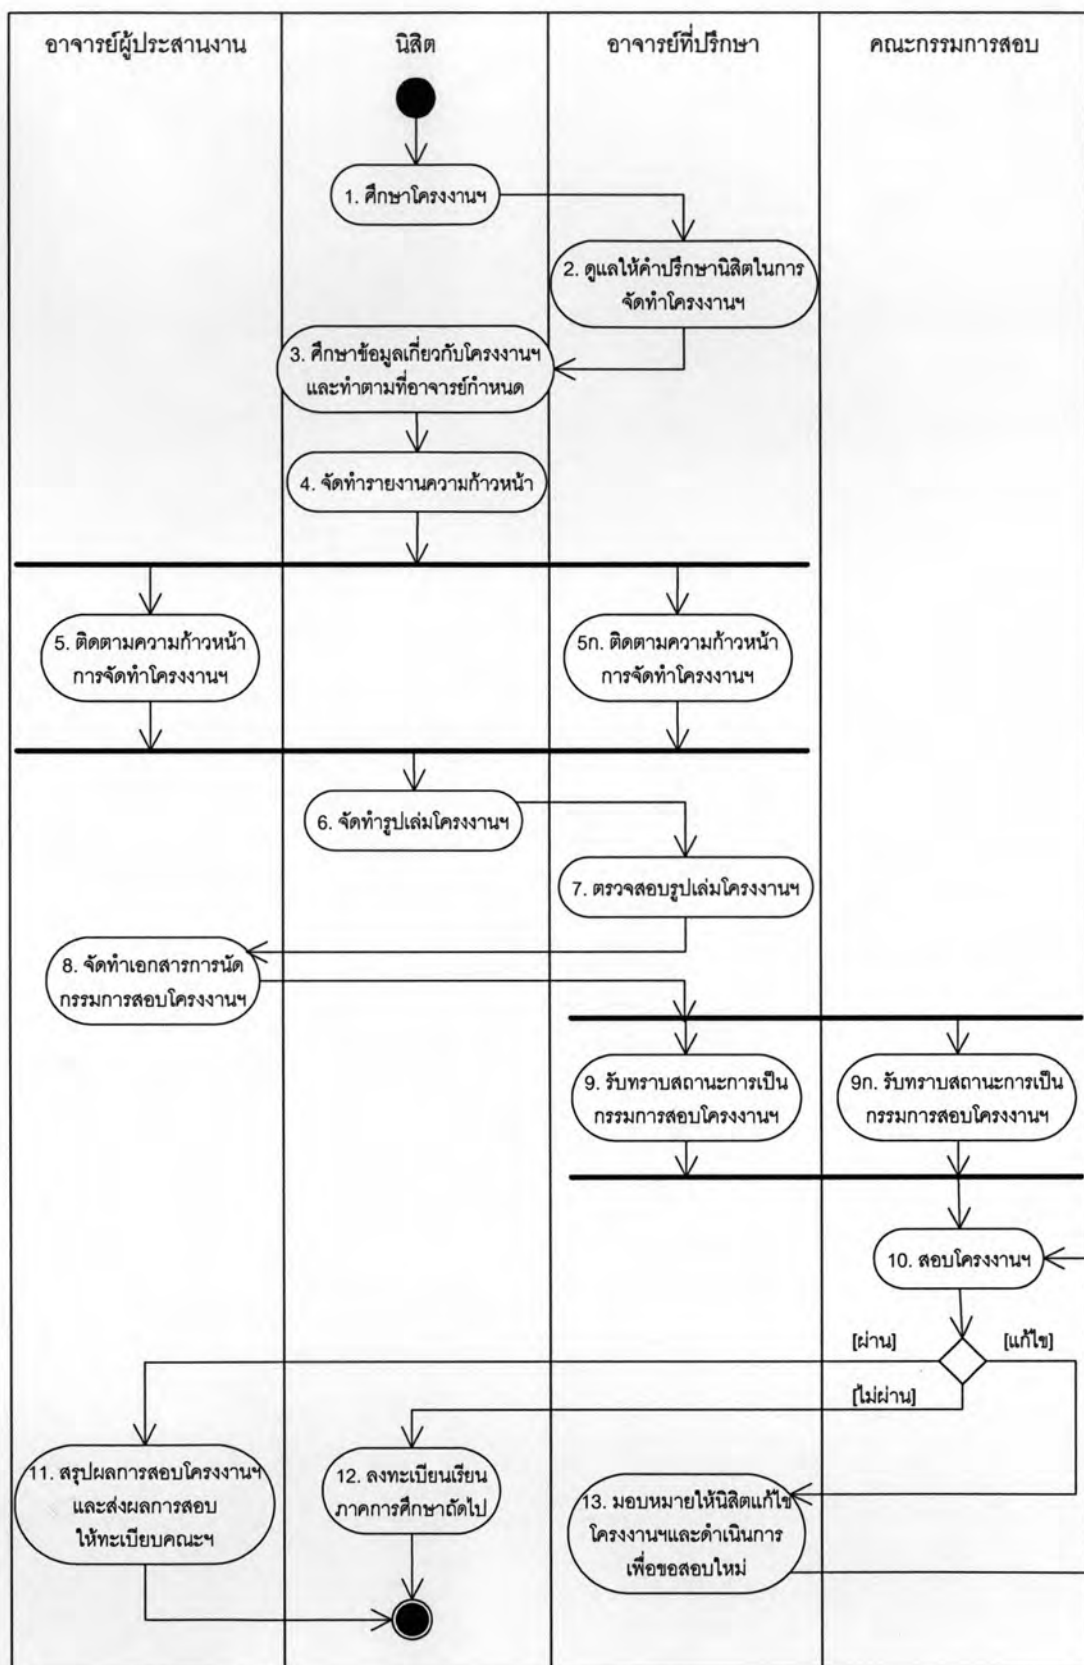 อาจารย์ผู้ประสานงาน
นิสิต
อาจารย์ที่ปรึกษา
คณะกรรมการสอบ
1. ศึกษาโครงงานฯ
2. ดูแลให้คำปรึกษานิสิตในการ
จัดทำโครงงานฯ
3. ศึกษาข้อมูลเกี่ยวกับโครงงานฯ
และทำตามที่อาจารย์กำหนด
4. จัดทำรายงานความก้าวหน้า
5. ติดตามความก้าวหน้า
การจัดทำโครงงานฯ
5ก. ติดตามความก้าวหน้า
การจัดทำโครงงานฯ
6. จัดทำรูปเล่มโครงงานฯ
7. ตรวจสอบรูปเล่มโครงงานฯ
8. จัดทำเอกสารการนัด
กรรมการสอบโครงงานฯ
9. รับทราบสถานะการเป็น
กรรมการสอบโครงงานฯ
9ก. รับทราบสถานะการเป็น
กรรมการสอบโครงงานฯ
10. สอบโครงงานฯ
[ผ่าน]
[แก้ไข]
[ไม่ผ่าน]
11. สรุปผลการสอบโครงงานฯ
และส่งผลการสอบ
ให้ทะเบียบคณะฯ
12. ลงทะเบียนเรียน
ภาคการศึกษาถัดไป
13. มอบหมายให้นิสิตแก้ไข
โครงงานฯและดำเนินการ
เพื่อขอสอบใหม่